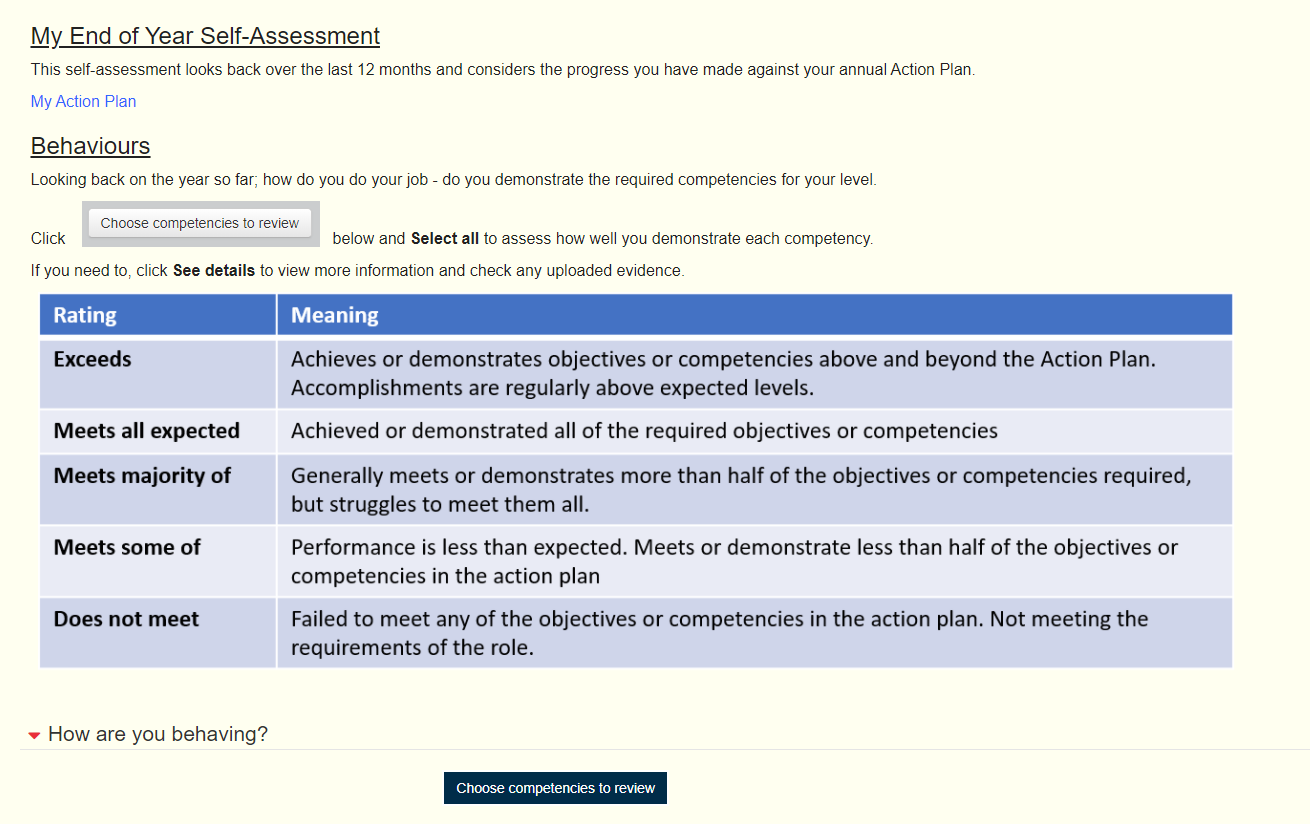 My End of Year Self-Assessment
This self-assessment looks back over the last 12 months and considers the progress you have made against your annual Action Plan.
My Action Plan
Behaviours
Looking back on the year so far; how do you do your job - do you demonstrate the required competencies for your level.
Click Choose competencies to review below and Select all to assess how well you demonstrate each competency.
If you need to, click See details to view more information and check any uploaded evidence.
Rating Meaning
Exceeds Achieves or demonstrates objectives or competencies above and beyond the Action Plan.
Accomplishments are regularly above expected levels.
Meets all expected Achieved or demonstrated all of the required objectives or competencies
Meets majority of Generally meets or demonstrates more than half of the objectives or competencies required,
but struggles to meet them all.
Meets some of Performance is less than expected. Meets or demonstrate less than half of the objectives or
competencies in the action plan
Does not meet Failed to meet any of the objectives or competencies in the action plan. Not meeting the
requirements of the role.
How are you behaving?
Choose competencies to review